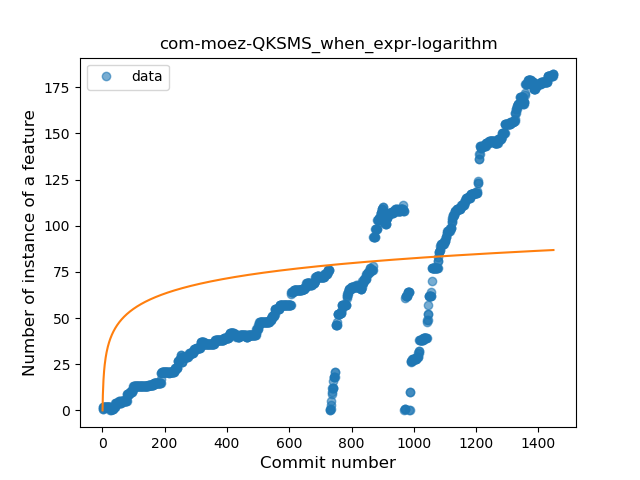 com-moez-QKSMS_when_expr-logarithm
data
Number of instance of a feature
175
150
125
100
75
50
25
0
0 200 400 600 800 1000 1200 1400
Commit number